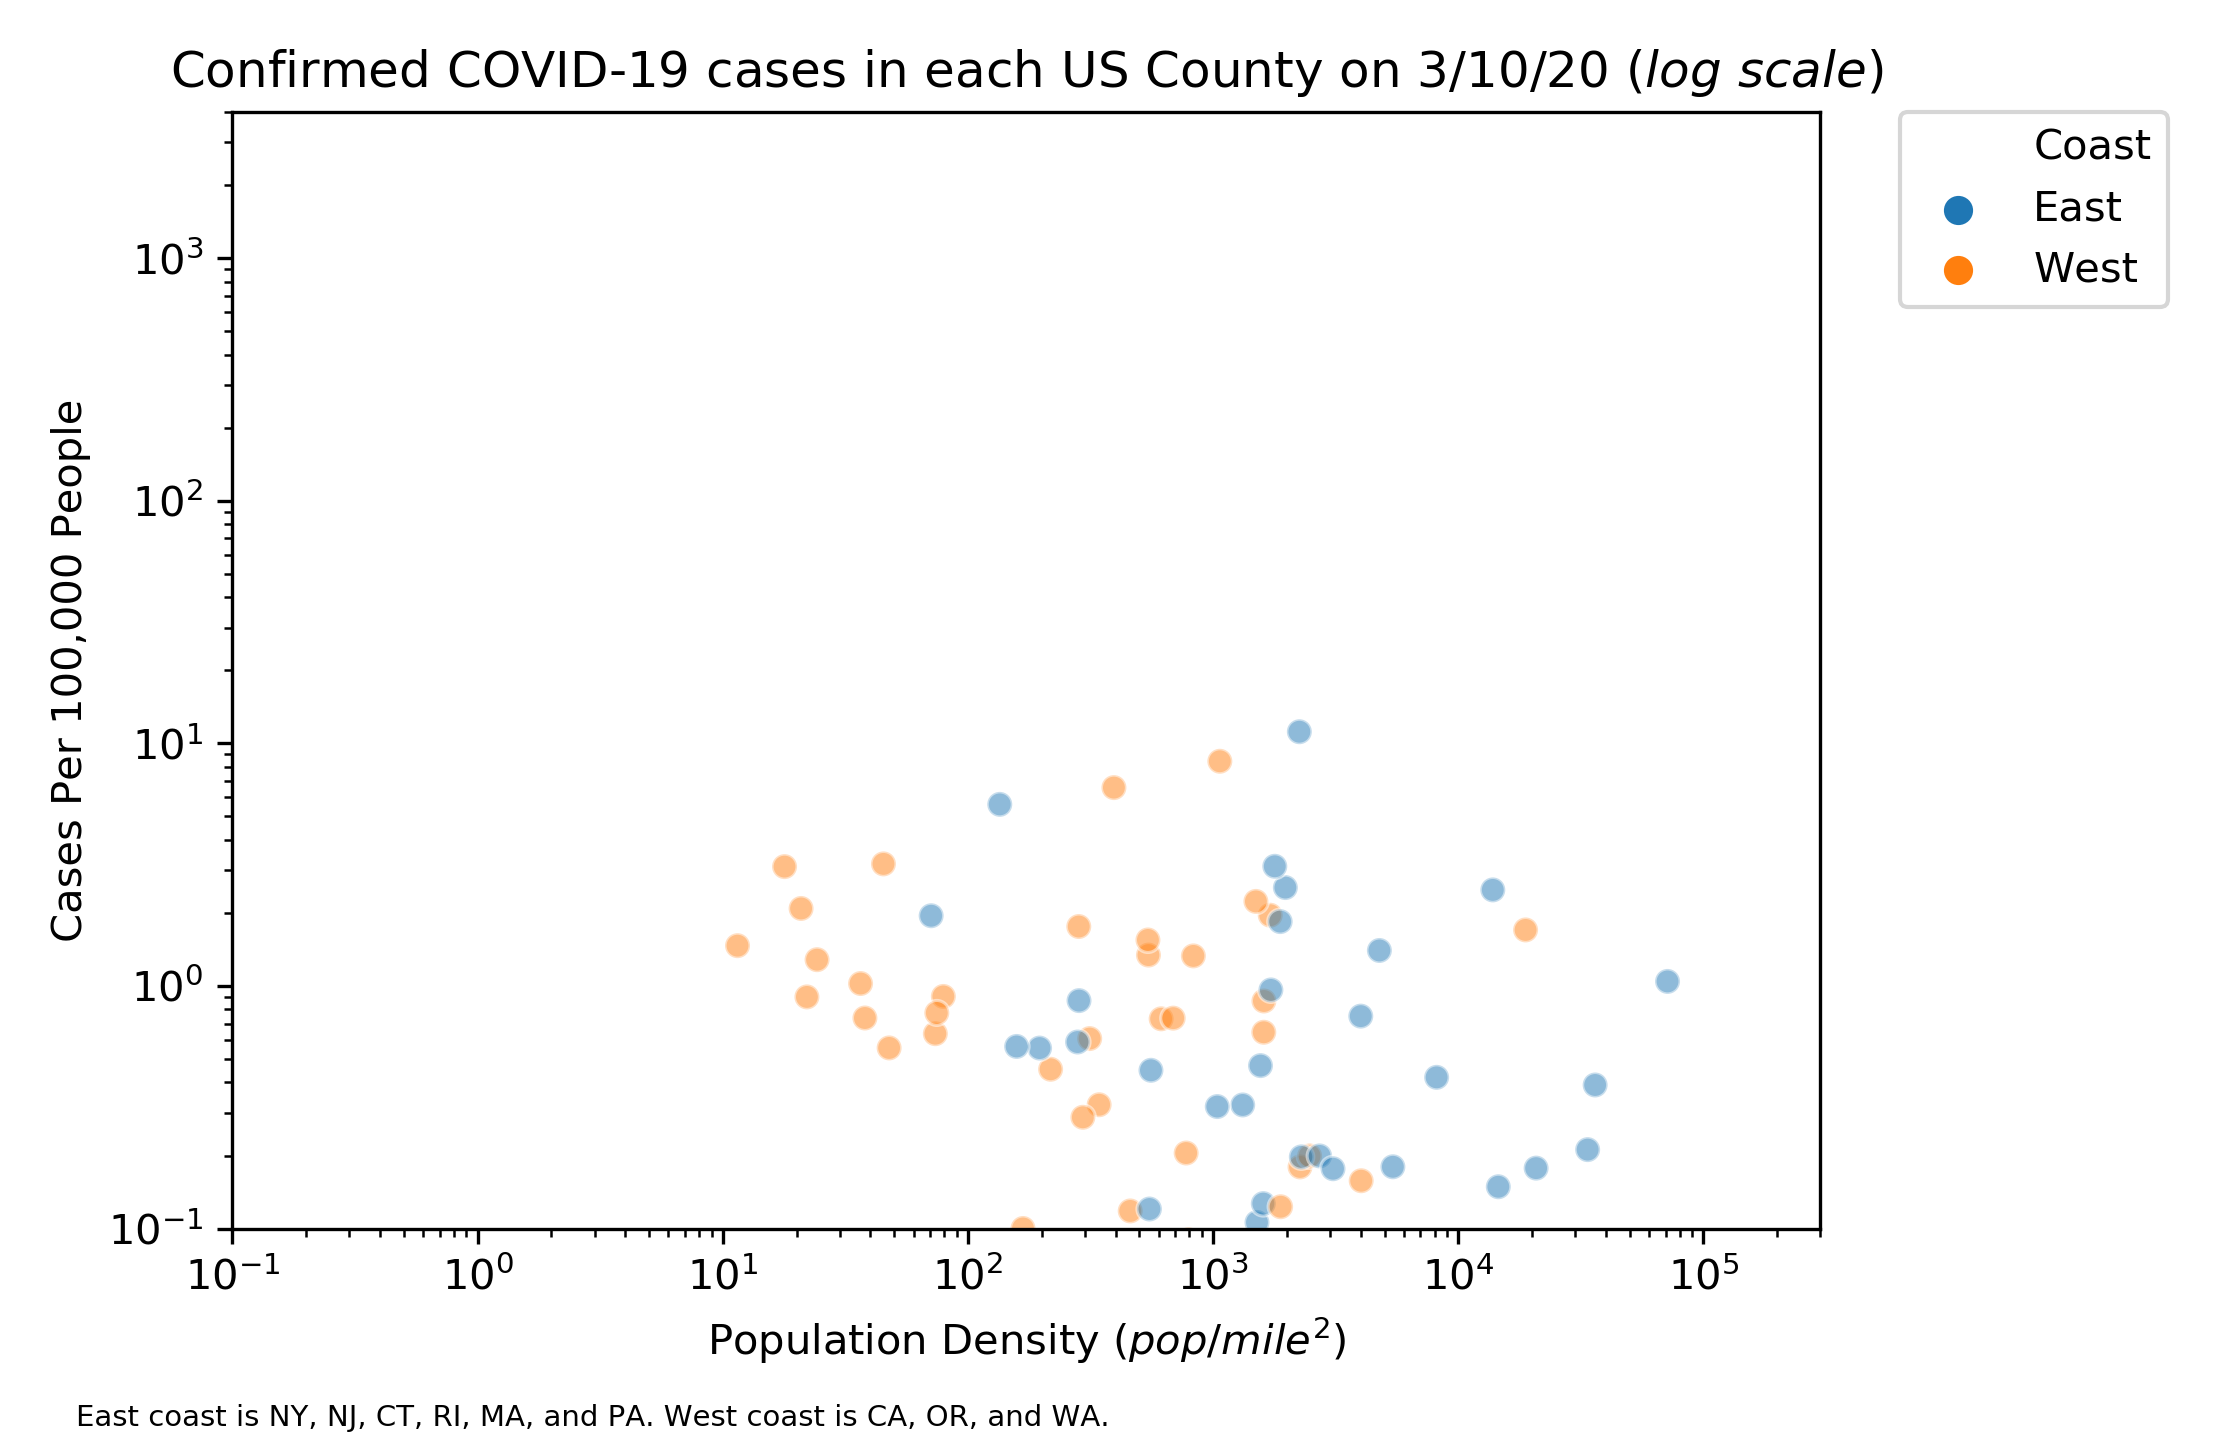 Confirmed COVID-19 cases in each US County on 3/10/20 (log scale)
Coast
East
West
10³
10²
10¹
10⁰
10⁻¹
Cases Per 100,000 People
10⁻¹ 10⁰ 10¹ 10² 10³ 10⁴ 10⁵
Population Density (pop/mile²)
East coast is NY, NJ, CT, RI, MA, and PA. West coast is CA, OR, and WA.